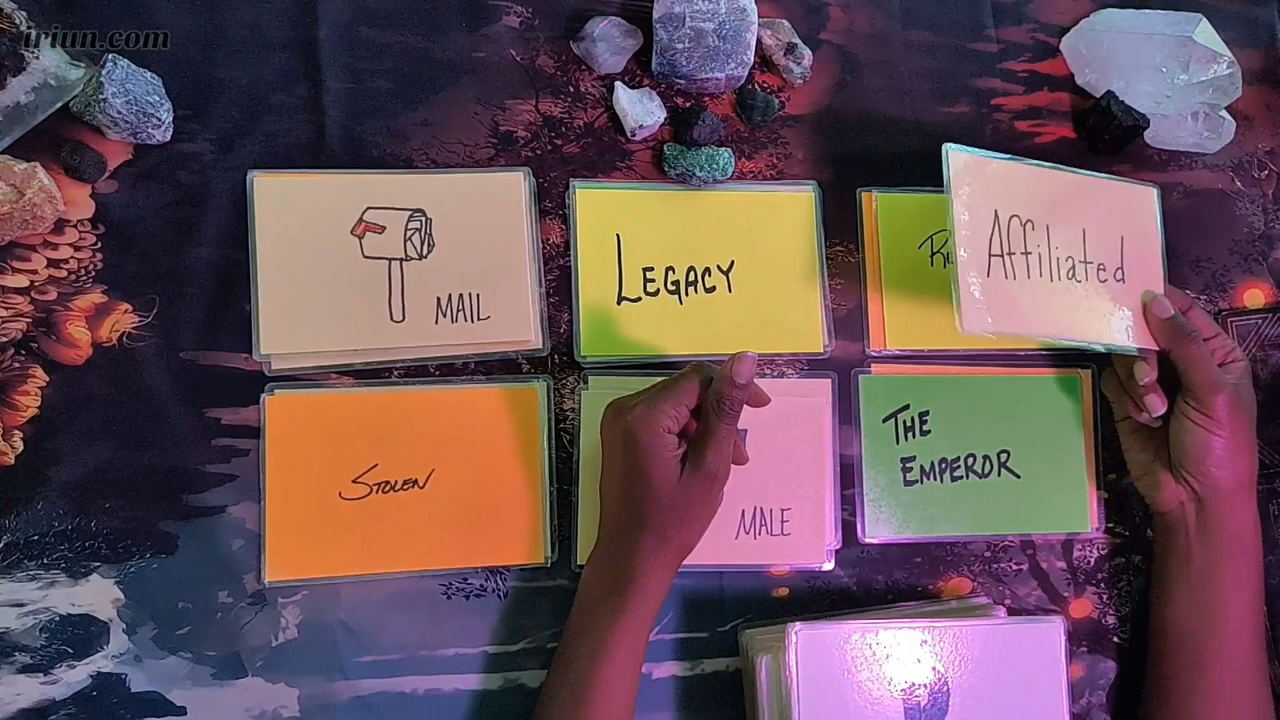 iriun.com
MAIL
LEGACY
Affiliated
STOLEN
MALE
THE
EMPEROR